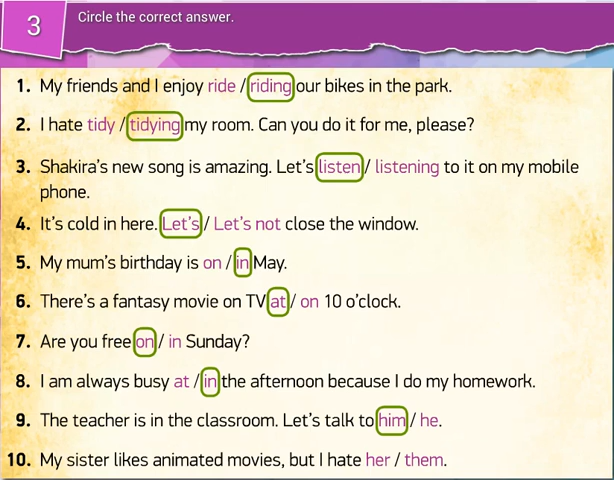 3
Circle the correct answer.
1. My friends and I enjoy ride / riding our bikes in the park.
2. I hate tidy / tidying my room. Can you do it for me, please?
3. Shakira's new song is amazing. Let's listen / listening to it on my mobile
phone.
4. It's cold in here. Let's / Let's not close the window.
5. My mum's birthday is on / in May.
6. There's a fantasy movie on TV at / on 10 o'clock.
7. Are you free on / in Sunday?
8. I am always busy at / in the afternoon because I do my homework.
9. The teacher is in the classroom. Let's talk to him / he.
10. My sister likes animated movies, but I hate her / them.